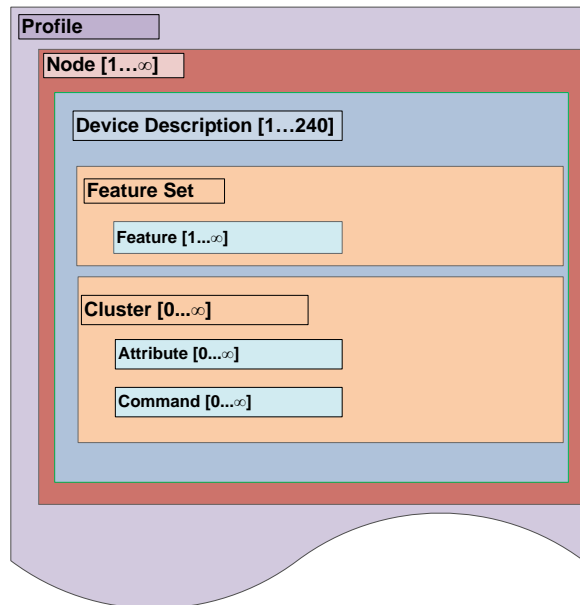 Profile
Node [1…∞]
Device Description [1…240]
Feature Set
Feature [1...∞]
Cluster [0...∞]
Attribute [0...∞]
Command [0...∞]